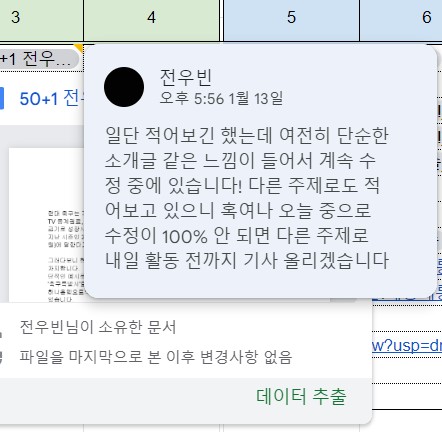 3 4 5 6
+1 전우...
50+1 전우
전우빈
오후 5:56 1월 13일
일단 적어보긴 했는데 여전히 단순한
소개글 같은 느낌이 들어서 계속 수
정 중에 있습니다! 다른 주제로도 적
어보고 있으니 혹여나 오늘 중으로
수정이 100% 안 되면 다른 주제로
내일 활동 전까지 기사 올리겠습니다
전우빈님이 소유한 문서
파일을 마지막으로 본 이후 변경사항 없음
w?usp=dr
데이터 추출